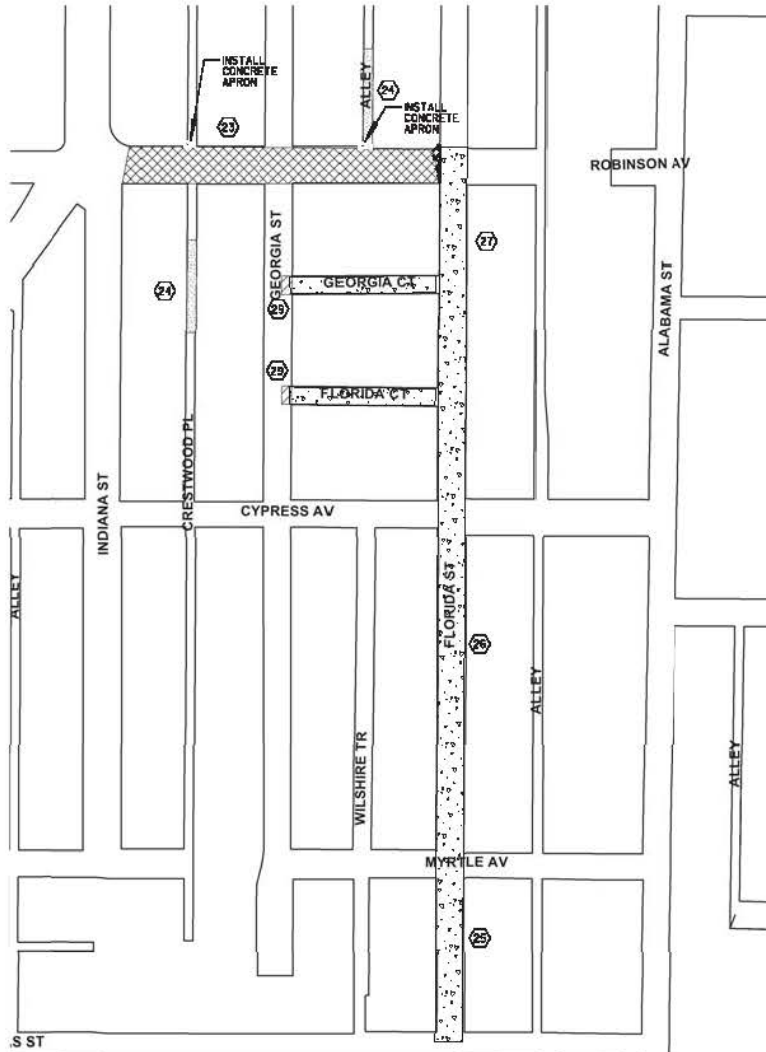 INSTALL
CONCRETE
APRON
ALLEY
24
INSTALL
CONCRETE
APRON
23
ROBINSON AV
GEORGIA ST
27
GEORGIA CT
24
29
ALABAMA ST
29
FLORIDA CT
CRESTWOOD PL
INDIANA ST
CYPRESS AV
ALLEY
FLORIDA ST
26
ALLEY
WILSHIRE TR
ALLEY
MYRTLE AV
25
S ST